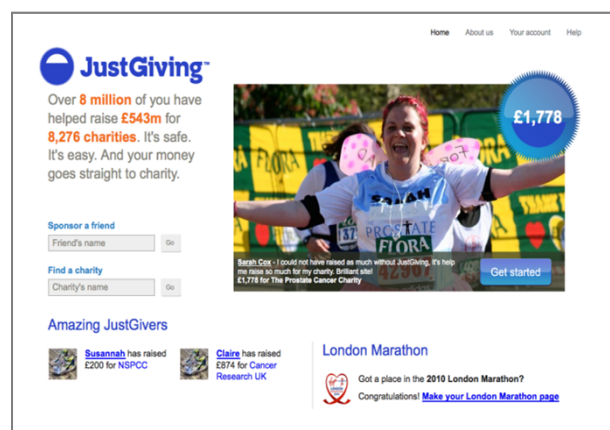 Home About us Your account Help
JustGiving™
Over 8 million of you have
helped raise £543m for
8,276 charities. It's safe.
It's easy. And your money
goes straight to charity.
£1,778
FLORA
SARAH
PROSTATE
FLORA
42967
Sarah Cox - I could not have raised as much without JustGiving, it's help
me raise so much for my charity. Brilliant site!
£1,778 for The Prostate Cancer Charity
Get started
Sponsor a friend
Friend's name Go
Find a charity
Charity's name Go
Amazing JustGivers
Susannah has raised
£200 for NSPCC
Claire has raised
£874 for Cancer
Research UK
London Marathon
Got a place in the 2010 London Marathon?
Congratulations! Make your London Marathon page